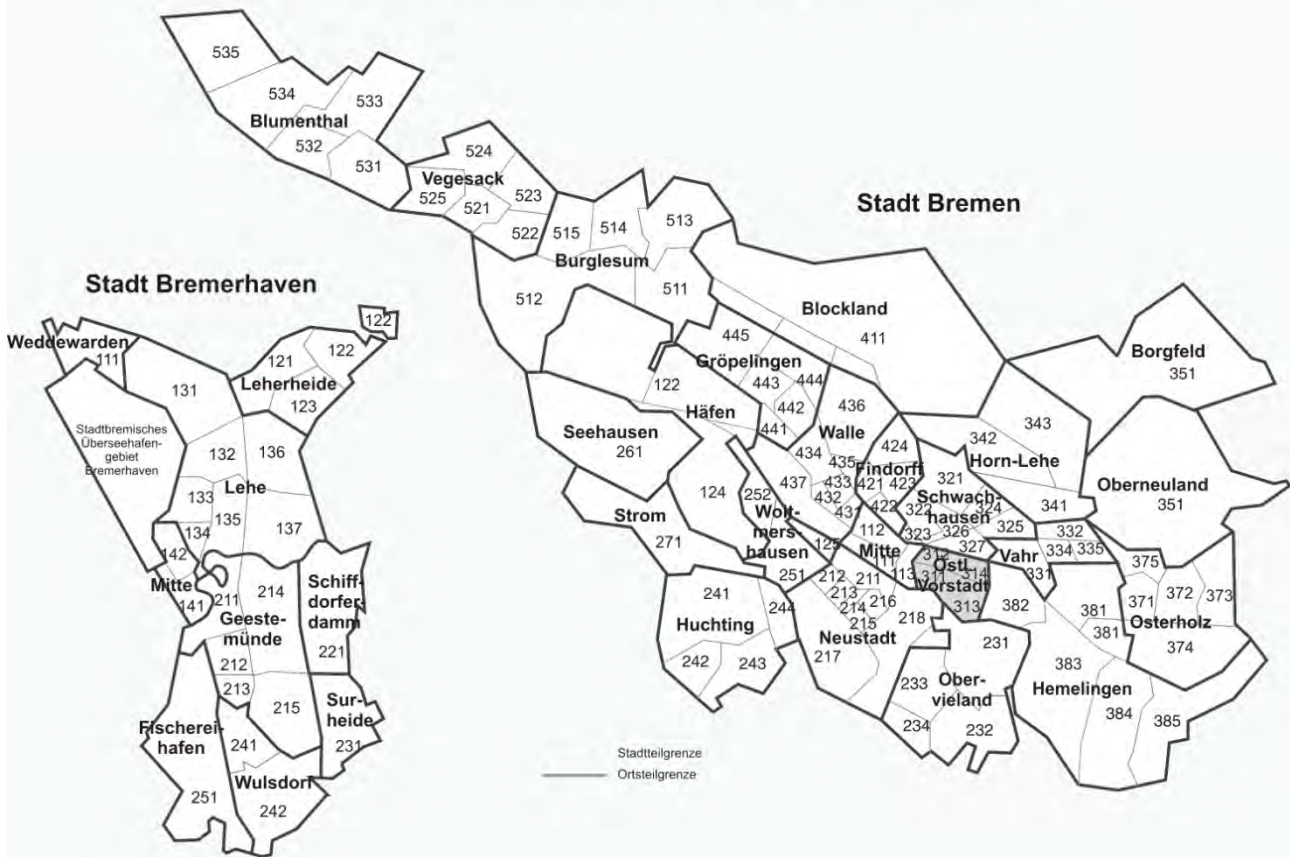 535
534
533
Blumenthal
532
531
524
Vegesack
525
523
521
522
515
514
513
Burglesum
512
511
Stadt Bremen
Blockland
411
Borgfeld
351
445
Gröpelingen
443
444
442
441
122
Häfen
436
Walle
434
435
433
437
432
431
Seehausen
261
424
Findorff
421
423
422
342
343
Horn-Lehe
341
321
Schwach-
hausen
322
324
325
323
326
327
Oberneuland
351
124
252
Wolt-
mers-
hausen
125
251
Strom
271
112
Mitte
111
113
312
Östl.
311
314
Vorstadt
313
332
334
335
Vahr
331
375
371
372
373
Osterholz
374
241
244
Huchting
242
243
212
211
213
214
216
215
218
Neustadt
217
382
381
381
383
Hemelingen
384
385
231
233
Ober-
vieland
234
232
Stadt Bremerhaven
Weddewarden
111
131
121
122
122
Leherheide
123
Stadtbremisches
Überseehafen-
gebiet
Bremerhaven
132
136
Lehe
133
135
134
137
142
Mitte
141
211
214
Geeste-
münde
212
213
215
Schiff-
dorfer-
damm
221
Sur-
heide
231
Fischerei-
hafen
251
241
Wulsdorf
242
Stadtteilgrenze
Ortsteilgrenze